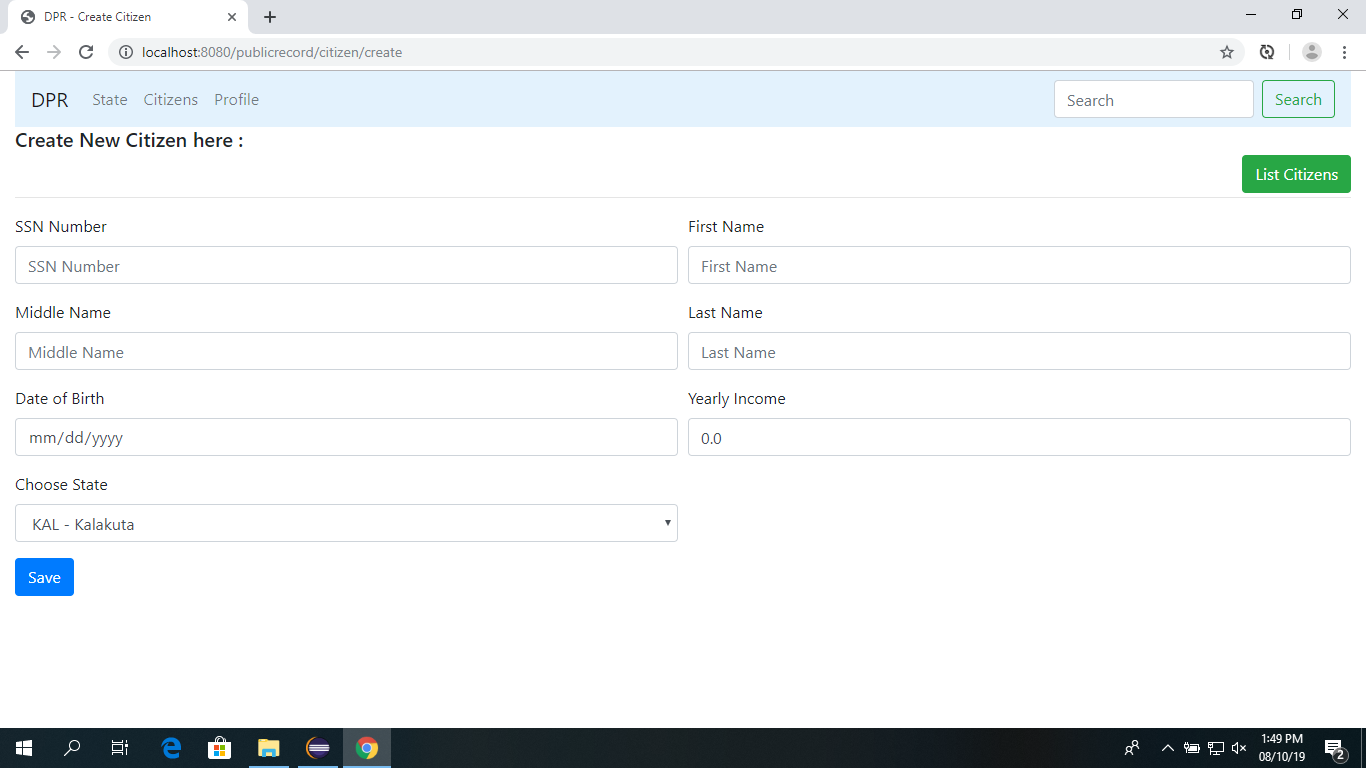 DPR - Create Citizen
localhost:8080/publicrecord/citizen/create
DPR State Citizens Profile Search Search
Create New Citizen here :
List Citizens
SSN Number First Name
SSN Number First Name
Middle Name Last Name
Middle Name Last Name
Date of Birth Yearly Income
mm/dd/yyyy 0.0
Choose State
KAL - Kalakuta
Save
1:49 PM
08/10/19
2